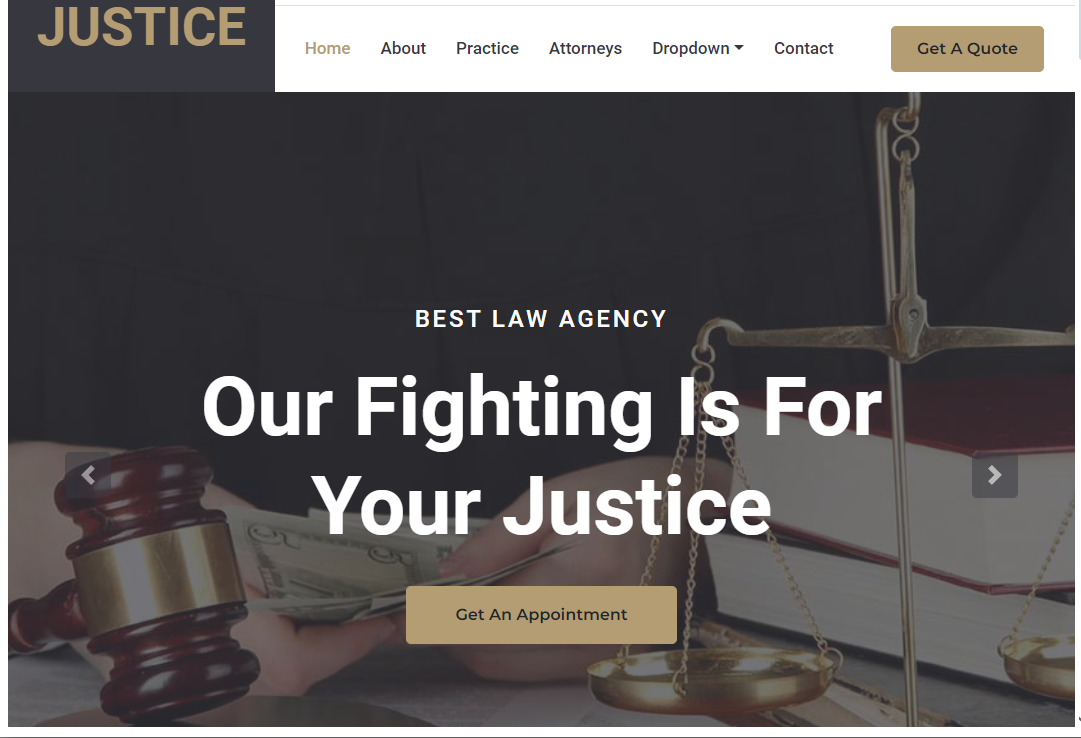 JUSTICE
Home About Practice Attorneys Dropdown Contact Get A Quote
BEST LAW AGENCY
Our Fighting Is For
Your Justice
Get An Appointment